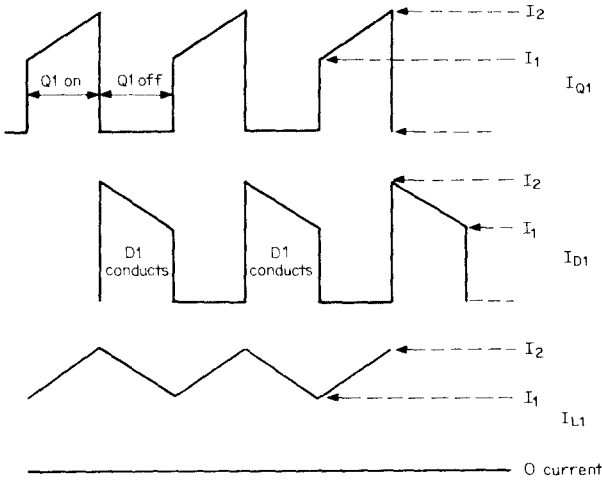 I2
I1
Q1 on
Q1 off
IQ1
I2
I1
D1
conducts
D1
conducts
ID1
I2
I1
IL1
0 current